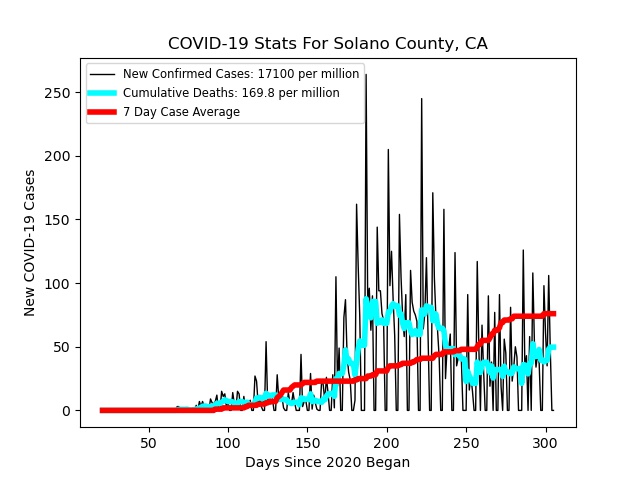 COVID-19 Stats For Solano County, CA
New Confirmed Cases: 17100 per million
Cumulative Deaths: 169.8 per million
7 Day Case Average
New COVID-19 Cases
250
200
150
100
50
0
50 100 150 200 250 300
Days Since 2020 Began